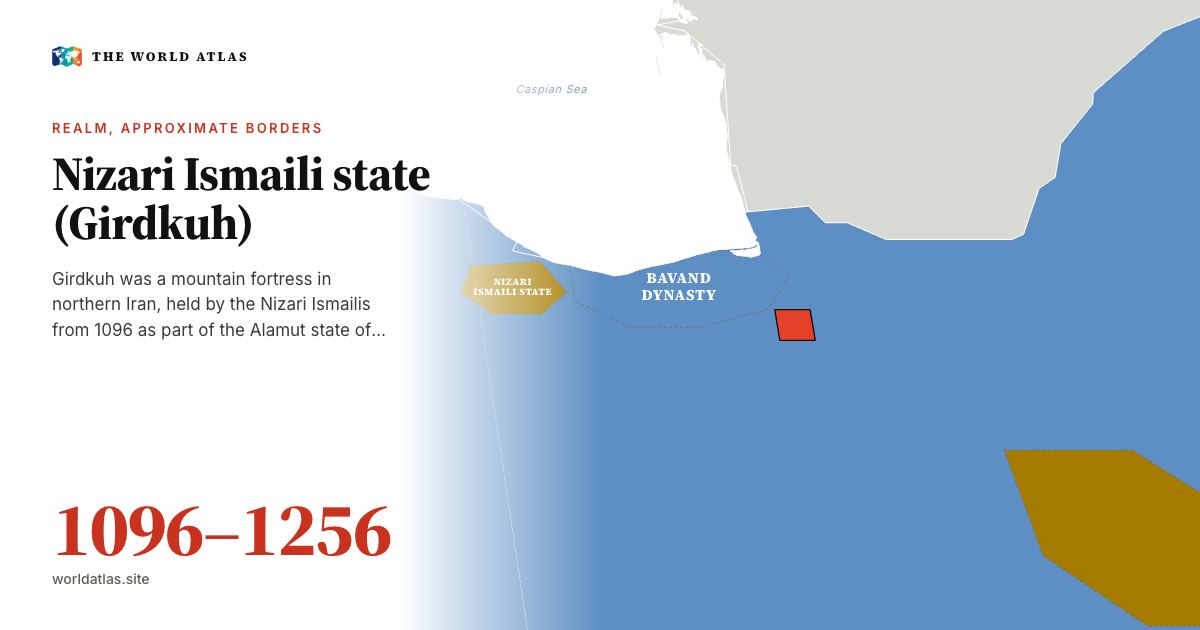 THE WORLD ATLAS
REALM, APPROXIMATE BORDERS
Nizari Ismaili state
(Girdkuh)
Girdkuh was a mountain fortress in
northern Iran, held by the Nizari Ismailis
from 1096 as part of the Alamut state of...
1096–1256
worldatlas.site
Caspian Sea
NIZARI
ISMAILI STATE
BAVAND
DYNASTY